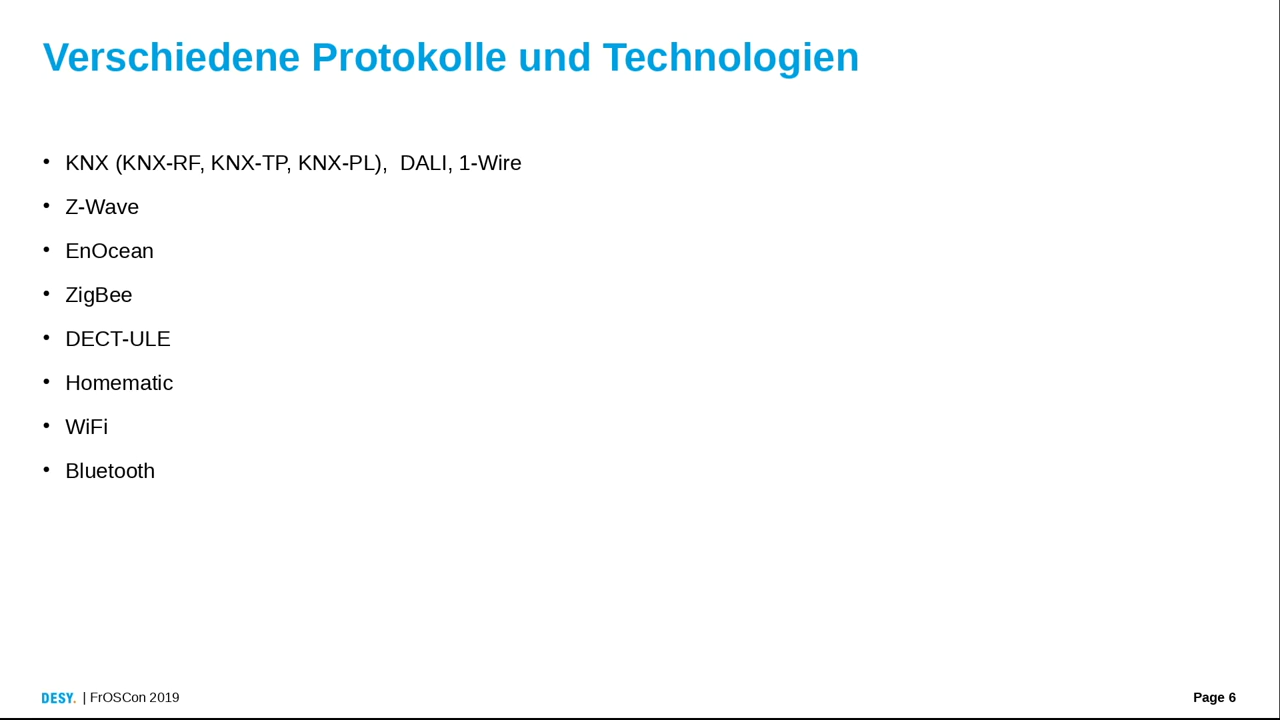 Verschiedene Protokolle und Technologien
• KNX (KNX-RF, KNX-TP, KNX-PL),  DALI, 1-Wire
• Z-Wave
• EnOcean
• ZigBee
• DECT-ULE
• Homematic
• WiFi
• Bluetooth
DESY. | FrOSCon 2019
Page 6